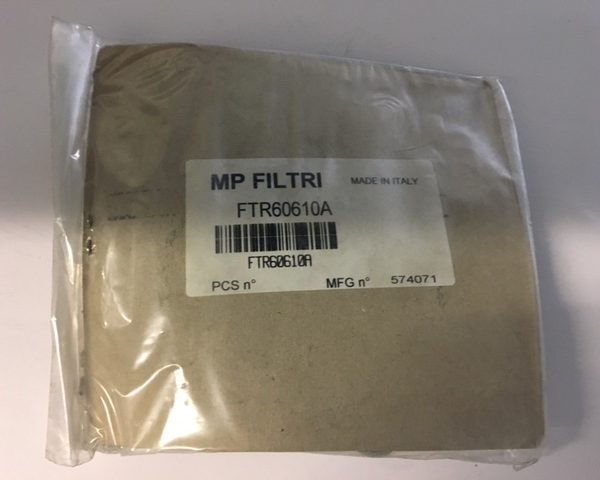 MP FILTRI MADE IN ITALY
FTR60610A
FTR60610A
PCS n° MFG n° 574071